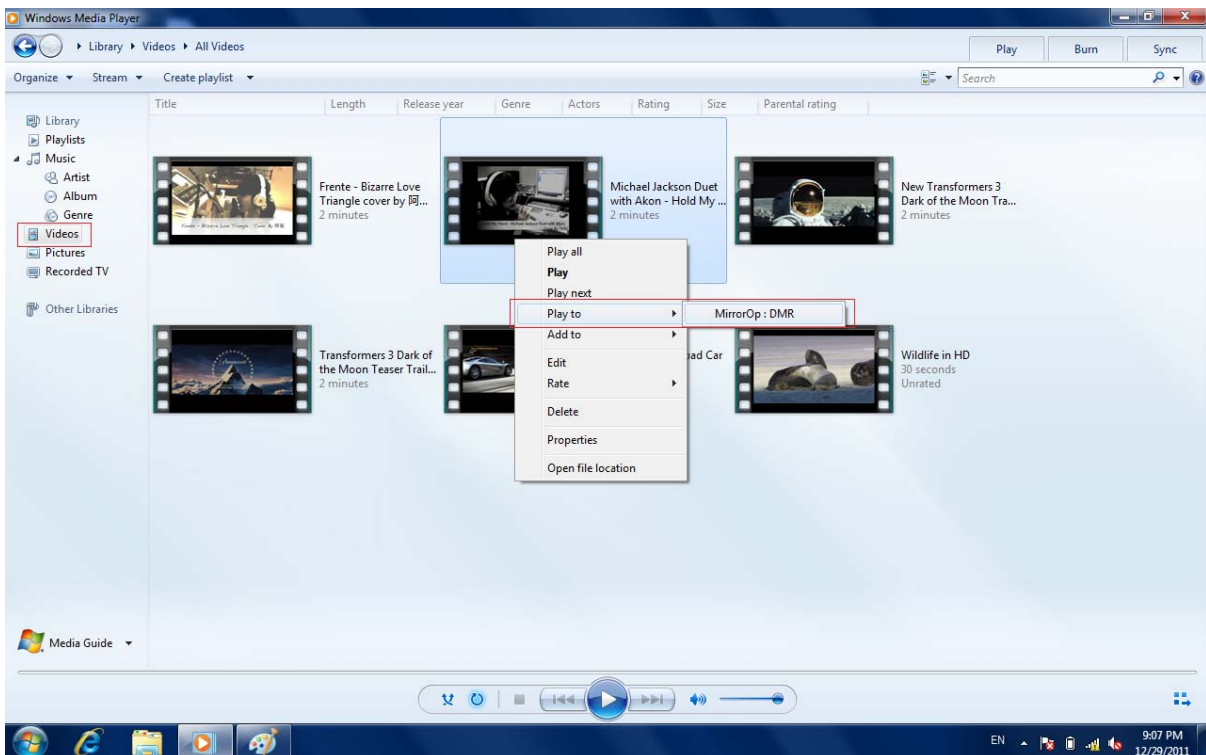 Windows Media Player
Library Videos All Videos
Play Burn Sync
Organize Stream Create playlist Search
Title Length Release year Genre Actors Rating Size Parental rating
Library
Playlists
Music
Artist
Album
Genre
Videos
Pictures
Recorded TV
Other Libraries
Frente - Bizarre Love
Triangle cover by 阿...
2 minutes
Michael Jackson Duet
with Akon - Hold My ...
2 minutes
New Transformers 3
Dark of the Moon Tra...
2 minutes
Play all
Play
Play next
Play to
MirrorOp : DMR
Add to
Edit
Rate
Delete
Properties
Open file location
Transformers 3 Dark of
the Moon Teaser Trail...
2 minutes
Car
Wildlife in HD
30 seconds
Unrated
Media Guide
EN
9:07 PM
12/29/2011